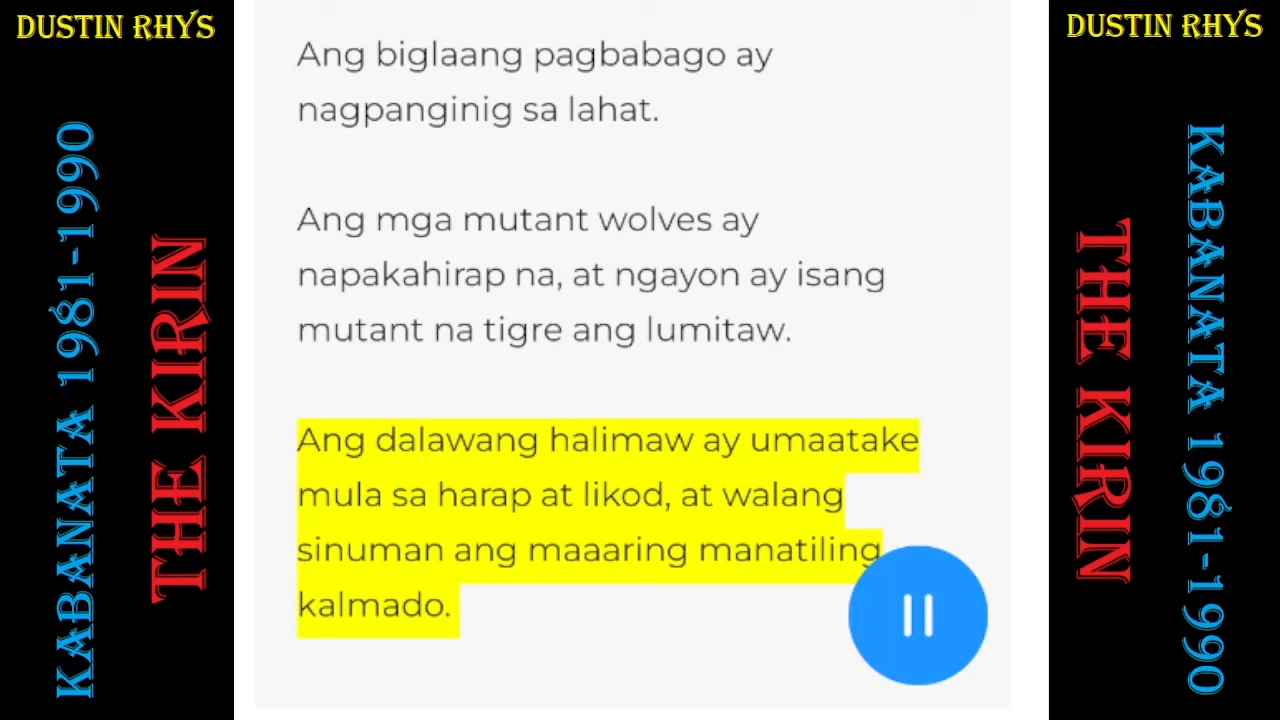 DUSTIN RHYS
KABANATA 1981-1990
THE KIRIN
Ang biglaang pagbabago ay
nagpanginig sa lahat.
Ang mga mutant wolves ay
napakahirap na, at ngayon ay isang
mutant na tigre ang lumitaw.
Ang dalawang halimaw ay umaatake
mula sa harap at likod, at walang
sinuman ang maaaring manatiling
kalmado.
DUSTIN RHYS
THE KIRIN
KABANATA 1981-1990